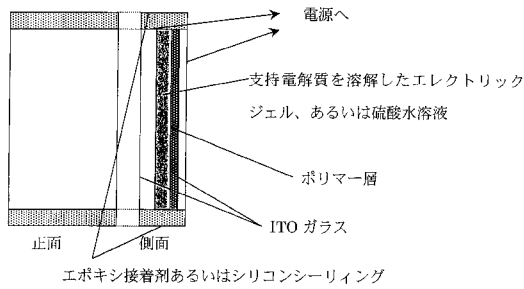 電源へ
支持電解質を溶解したエレクトリック
ジェル、あるいは硫酸水溶液
ポリマー層
ITO ガラス
正面
側面
エポキシ接着剤あるいはシリコンシーリィング